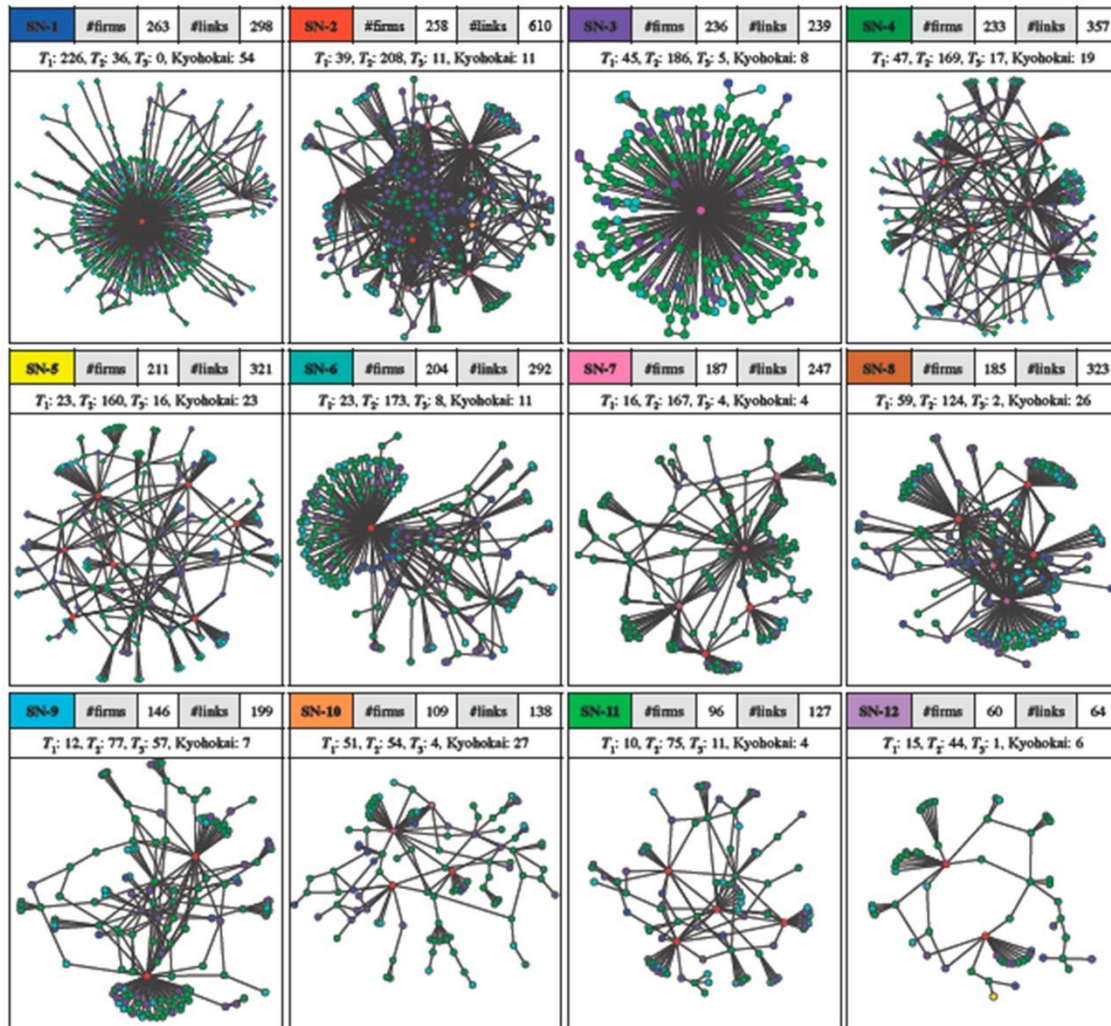 SN-1 #firms 263 #links 298
T1: 226, T2: 36, T3: 0, Kyohokai: 54
SN-2 #firms 258 #links 610
T1: 39, T2: 208, T3: 11, Kyohokai: 11
SN-3 #firms 236 #links 239
T1: 45, T2: 186, T3: 5, Kyohokai: 8
SN-4 #firms 233 #links 357
T1: 47, T2: 169, T3: 17, Kyohokai: 19
SN-5 #firms 211 #links 321
T1: 23, T2: 160, T3: 16, Kyohokai: 23
SN-6 #firms 204 #links 292
T1: 23, T2: 173, T3: 8, Kyohokai: 11
SN-7 #firms 187 #links 247
T1: 16, T2: 167, T3: 4, Kyohokai: 4
SN-8 #firms 185 #links 323
T1: 59, T2: 124, T3: 2, Kyohokai: 26
SN-9 #firms 146 #links 199
T1: 12, T2: 77, T3: 57, Kyohokai: 7
SN-10 #firms 109 #links 138
T1: 51, T2: 54, T3: 4, Kyohokai: 27
SN-11 #firms 96 #links 127
T1: 10, T2: 75, T3: 11, Kyohokai: 4
SN-12 #firms 60 #links 64
T1: 15, T2: 44, T3: 1, Kyohokai: 6